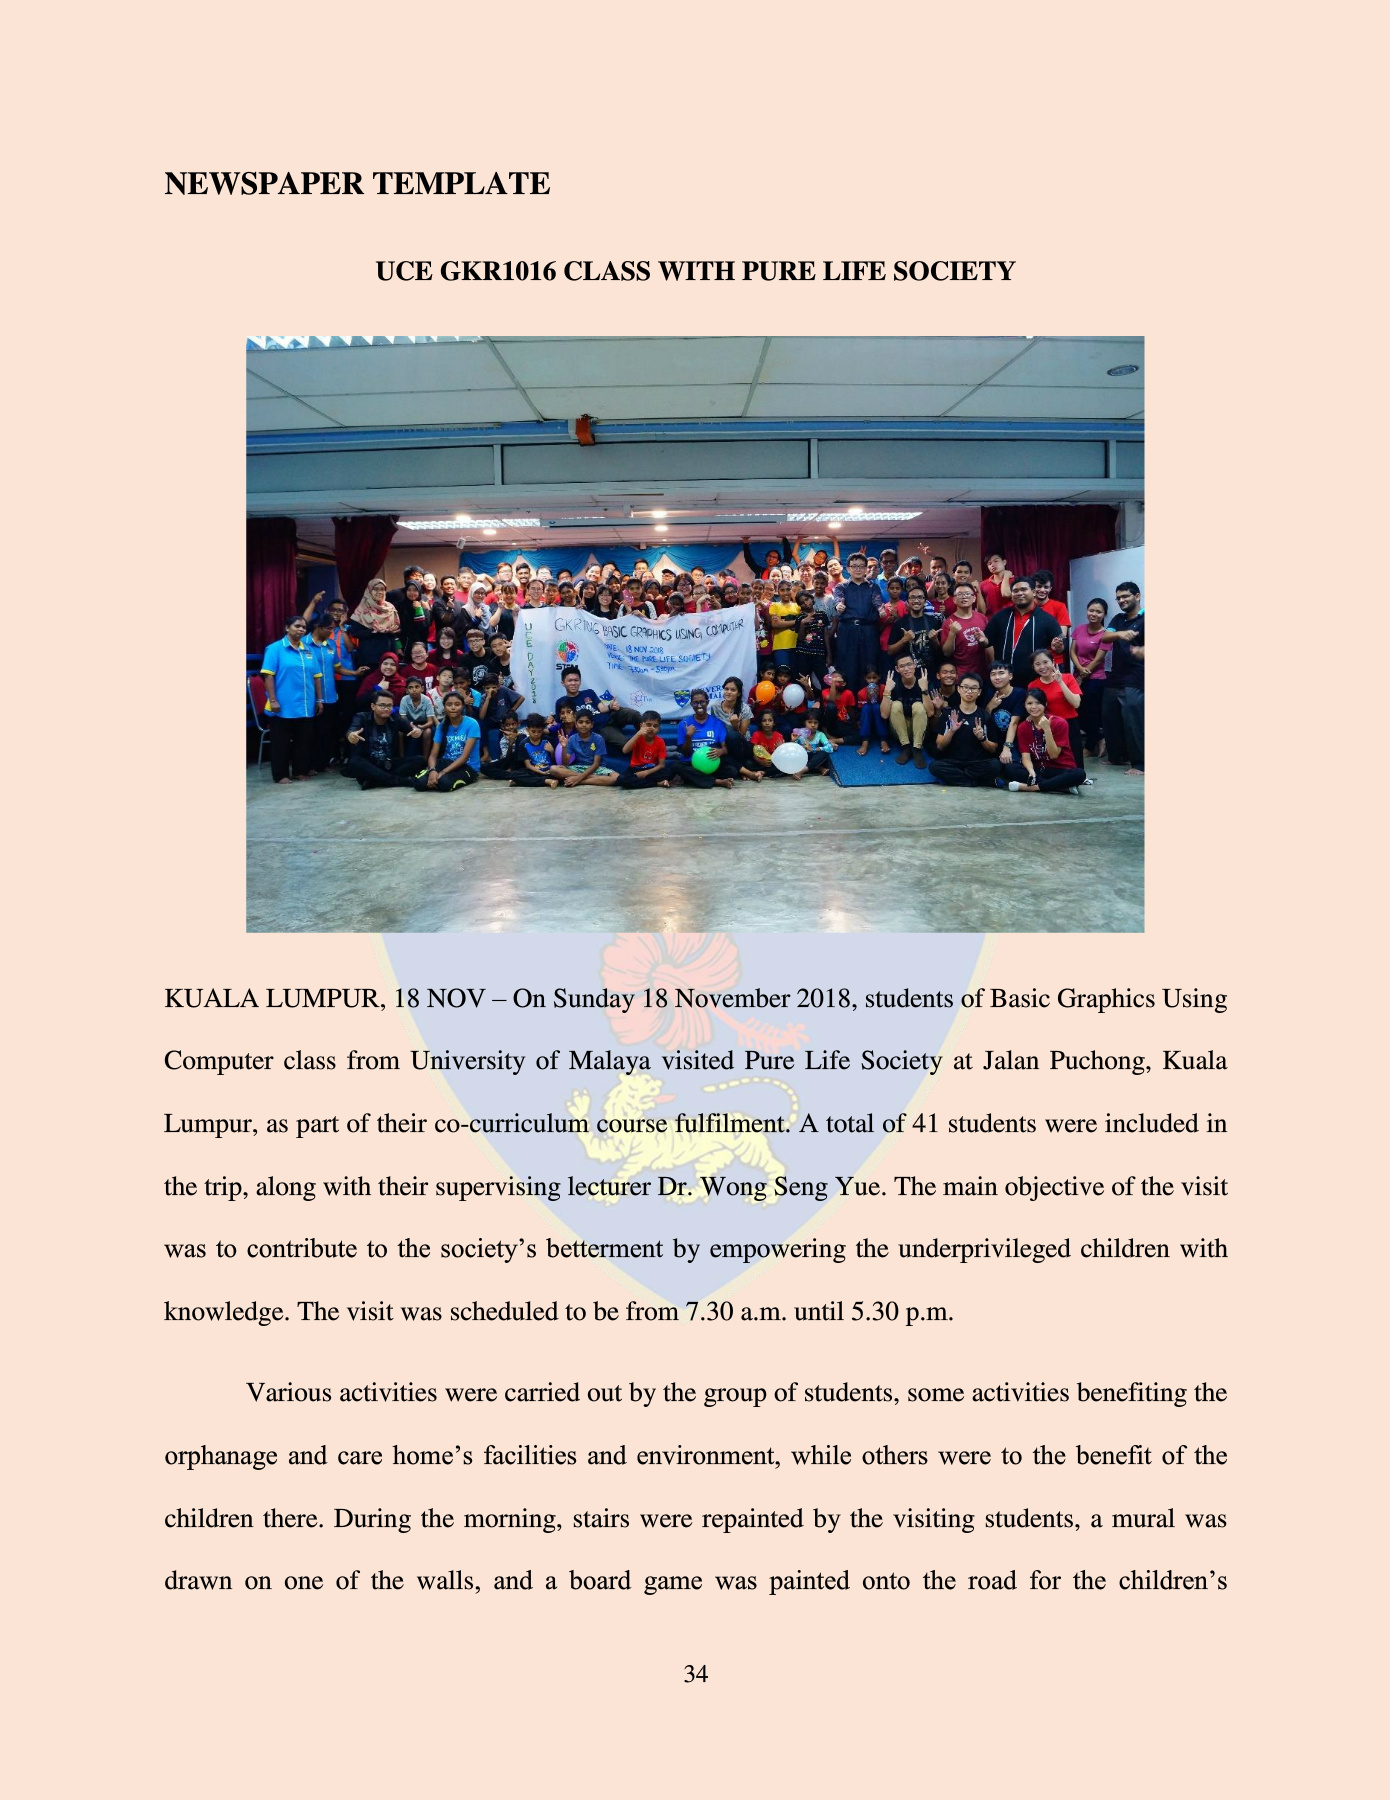 NEWSPAPER TEMPLATE
UCE GKR1016 CLASS WITH PURE LIFE SOCIETY
UCE DAY 2018
BASIC GRAPHICS USING COMPUTER
18 NOV 2018
THE PURE LIFE SOCIETY
KUALA LUMPUR, 18 NOV – On Sunday 18 November 2018, students of Basic Graphics Using
Computer class from University of Malaya visited Pure Life Society at Jalan Puchong, Kuala
Lumpur, as part of their co-curriculum course fulfilment. A total of 41 students were included in
the trip, along with their supervising lecturer Dr. Wong Seng Yue. The main objective of the visit
was to contribute to the society’s betterment by empowering the underprivileged children with
knowledge. The visit was scheduled to be from 7.30 a.m. until 5.30 p.m.
Various activities were carried out by the group of students, some activities benefiting the
orphanage and care home’s facilities and environment, while others were to the benefit of the
children there. During the morning, stairs were repainted by the visiting students, a mural was
drawn on one of the walls, and a board game was painted onto the road for the children’s
34